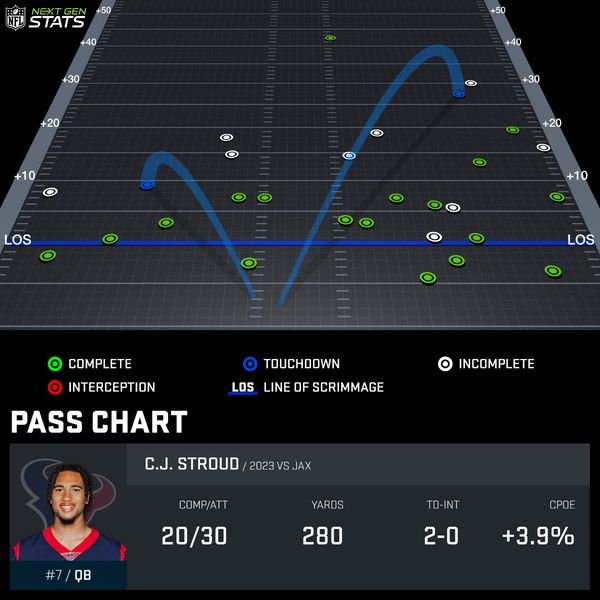 NFL NEXT GEN STATS
+50 +50
+40 +40
+30 +30
+20 +20
+10 +10
LOS LOS
COMPLETE TOUCHDOWN INCOMPLETE
INTERCEPTION LOS LINE OF SCRIMMAGE
PASS CHART
C.J. STROUD / 2023 VS JAX
COMP/ATT YARDS TD-INT CPOE
20/30 280 2-0 +3.9%
#7 / QB